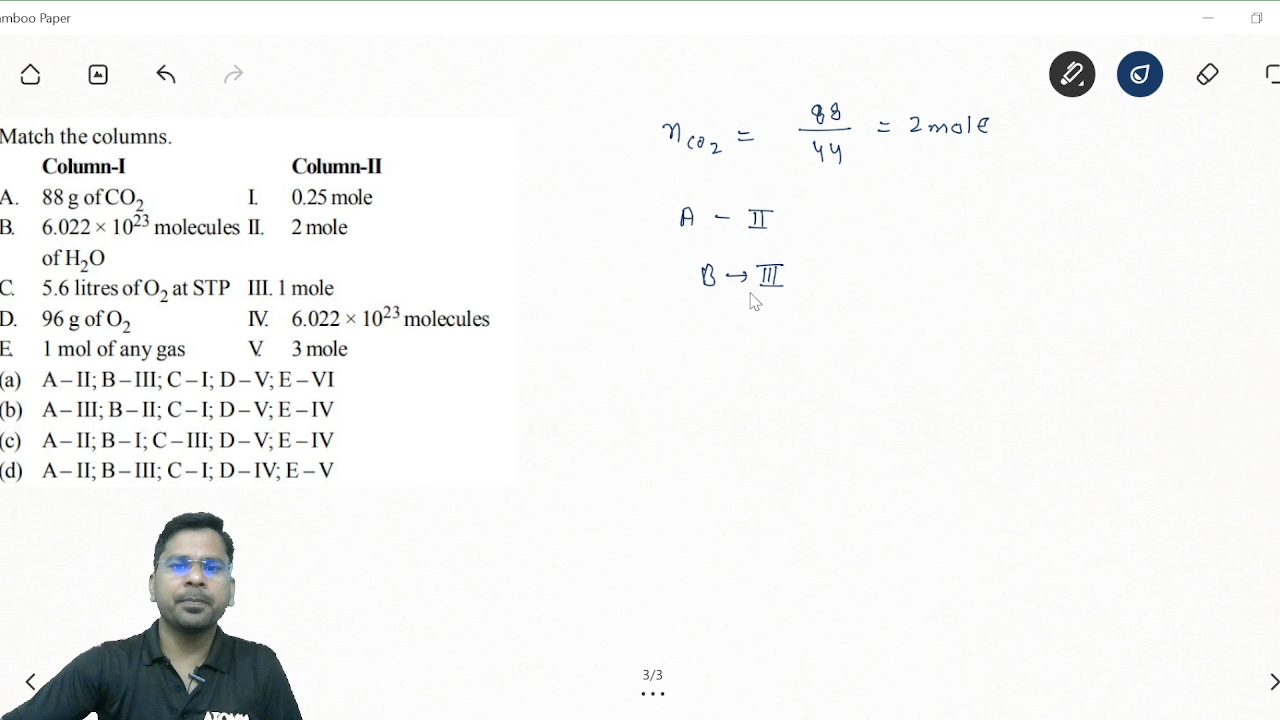 amboo Paper
Match the columns.
Column-I Column-II
A. 88 g of CO2 I. 0.25 mole
B. 6.022 × 10^23 molecules II. 2 mole
of H2O
C. 5.6 litres of O2 at STP III. 1 mole
D. 96 g of O2 IV. 6.022 × 10^23 molecules
E. 1 mol of any gas V. 3 mole
(a) A – II; B – III; C – I; D – V; E – VI
(b) A – III; B – II; C – I; D – V; E – IV
(c) A – II; B – I; C – III; D – V; E – IV
(d) A – II; B – III; C – I; D – IV; E – V
nCO2 = 88/44 = 2 mole
A – II
B → III
3/3